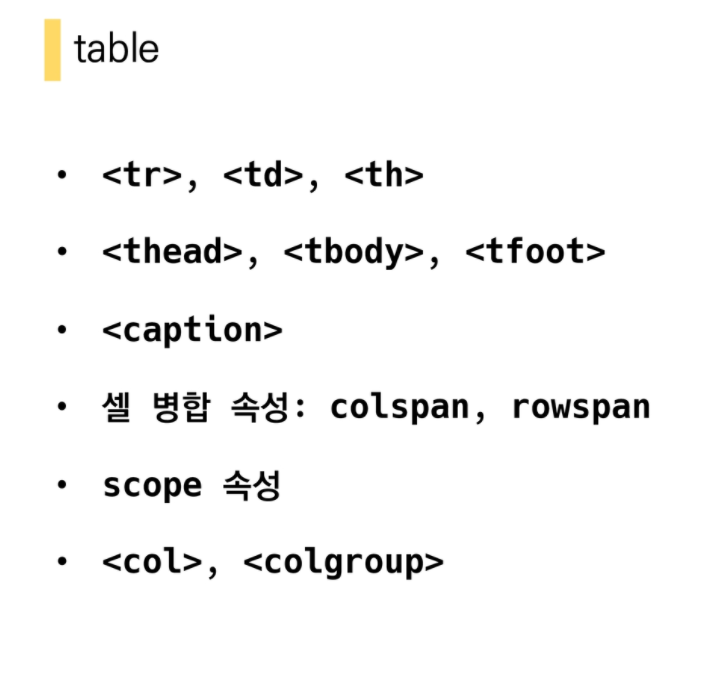 table
• <tr>, <td>, <th>
• <thead>, <tbody>, <tfoot>
• <caption>
• 셀 병합 속성: colspan, rowspan
• scope 속성
• <col>, <colgroup>